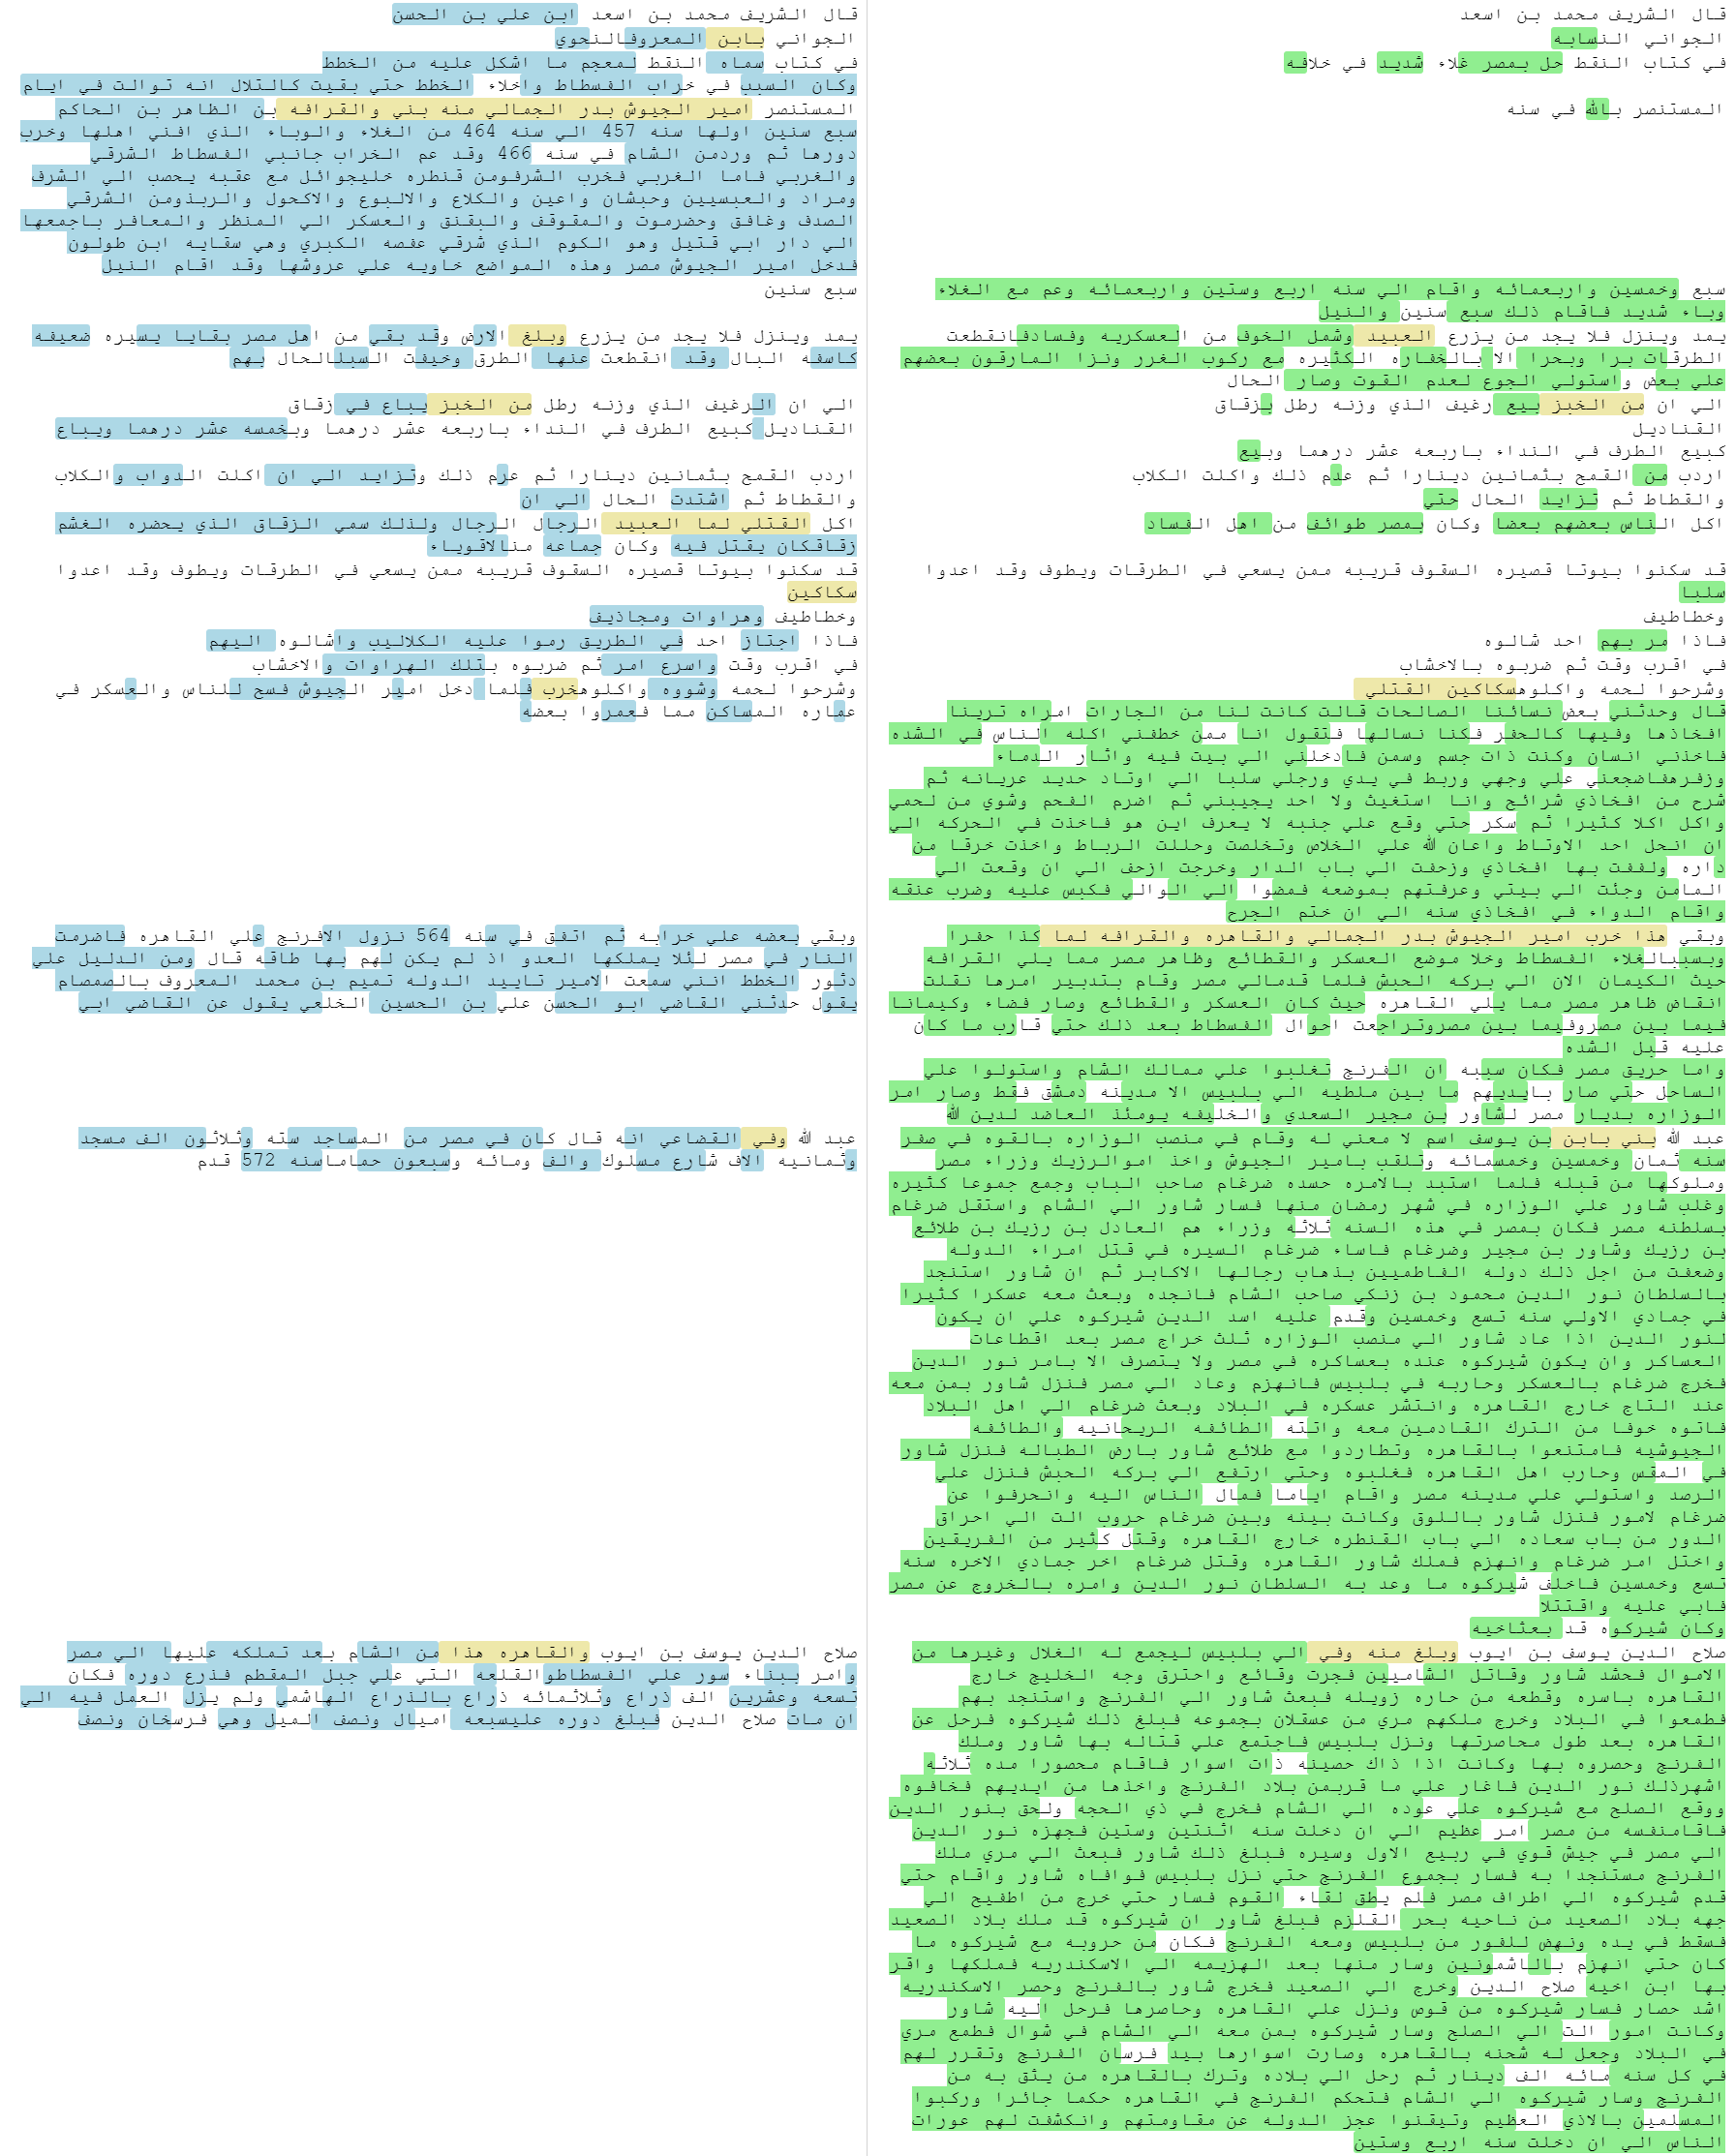 قال الشريف محمد بن اسعد
الجواني النسابه
في كتاب النقط حل بمصر غلاء شديد في خلافه
المستنصر بالله في سنه
سبع وخمسين واربعمائه واقام الي سنه اربع وستين واربعمائه وعم مع الغلاء
وباء شديد فاقام ذلك سبع سنين والنيل
يمد وينزل فلا يجد من يزرع العبيد وشمل الخوف من العسكريه وفسادفانقطعت
الطرقات برا وبحرا الا بالخفاره الكثيره مع ركوب الغرر ونزا المارقون بعضهم
علي بعض واستولي الجوع لعدم القوت وصار الحال
الي ان من الخبز بيع رغيف الذي وزنه رطل بزقاق
القناديل
كبيع الطرف في النداء باربعه عشر درهما وبيع
اردب من القمح بثمانين دينارا ثم عدم ذلك واكلت الكلاب
والقطاط ثم تزايد الحال حتي
اكل الناس بعضهم بعضا وكان بمصر طوائف من اهل الفساد
قد سكنوا بيوتا قصيره السقوف قريبه ممن يسعي في الطرقات ويطوف وقد اعدوا
سلبا
وخطاطيف
فاذا مر بهم احد شالوه
في اقرب وقت ثم ضربوه بالاخشاب
وشرحوا لحمه واكلوهسكاكين القتلي
قال وحدثني بعض نسائنا الصالحات قالت كانت لنا من الجارات امراه ترينا
افخاذها وفيها كالحفر فكنا نسالها فتقول انا ممن خطفني اكله الناس في الشده
فاخذني انسان وكنت ذات جسم وسمن فادخلني الي بيت فيه واثار الدماء
وزفرهفاضجعني علي وجهي وربط في يدي ورجلي سلبا الي اوتاد حديد عريانه ثم
شرح من افخاذي شرائح وانا استغيث ولا احد يجيبني ثم اضرم الفحم وشوي من لحمي
واكل اكلا كثيرا ثم سكر حتي وقع علي جنبه لا يعرف اين هو فاخذت في الحركه الي
ان انحل احد الاوتاط واعان الله علي الخلاص وتخلصت وحللت الرباط واخذت خرقا من
داره ولففت بها افخاذي وزحفت الي باب الدار وخرجت ازحف الي ان وقعت الي
المامن وجئت الي بيتي وعرفتهم بموضعه فمضوا الي الوالي فكبس عليه وضرب عنقه
واقام الدواء في افخاذي سنه الي ان ختم الجرح
وبقي هذا خرب امير الجيوش بدر الجمالي والقاهره والقرافه لما كذا حفرا
وبسببالغلاء الفسطاط وخلا موضع العسكر والقطائع وظاهر مصر مما يلي القرافه
حيث الكيمان الان الي بركه الحبش فلما قدمالي مصر وقام بتدبير امرها نقلت
انقاض ظاهر مصر مما يلي القاهره حيث كان العسكر والقطائع وصار فضاء وكيمانا
فيما بين مصروفيما بين مصروتراجعت احوال الفسطاط بعد ذلك حتي قارب ما كان
عليه قبل الشده
واما حريق مصر فكان سببه ان الفرنج تغلبوا علي ممالك الشام واستولوا علي
الساحل حتي صار بايديهم ما بين ملطيه الي بلبيس الا مدينه دمشق فقط وصار امر
الوزاره بديار مصر لشاور بن مجير السعدي والخليفه يومئذ العاضد لدين الله
عبد الله بني بابن بن يوسف اسم لا معني له وقام في منصب الوزاره بالقوه في صفر
سنه ثمان وخمسين وخمسمائه وتلقب بامير الجيوش واخذ اموالرزيك وزراء مصر
وملوكها من قبله فلما استبد بالامره حسده ضرغام صاحب الباب وجمع جموعا كثيره
وغلب شاور علي الوزاره في شهر رمضان منها فسار شاور الي الشام واستقل ضرغام
بسلطنه مصر فكان بمصر في هذه السنه ثلاثه وزراء هم العادل بن رزيك بن طلائع
بن رزيك وشاور بن مجير وضرغام فاساء ضرغام السيره في قتل امراء الدوله
وضعفت من اجل ذلك دوله الفاطميين بذهاب رجالها الاكابر ثم ان شاور استنجد
بالسلطان نور الدين محمود بن زنكي صاحب الشام فانجده وبعث معه عسكرا كثيرا
في جمادي الاولي سنه تسع وخمسين وقدم عليه اسد الدين شيركوه علي ان يكون
لنور الدين اذا عاد شاور الي منصب الوزاره ثلث خراج مصر بعد اقطاعات
العساكر وان يكون شيركوه عنده بعساكره في مصر ولا يتصرف الا بامر نور الدين
فخرج ضرغام بالعسكر وحاربه في بلبيس فانهزم وعاد الي مصر فنزل شاور بمن معه
عند التاج خارج القاهره وانتشر عسكره في البلاد وبعث ضرغام الي اهل البلاد
فاتوه خوفا من الترك القادمين معه واتته الطائفه الريحانيه والطائفه
الجيوشيه فامتنعوا بالقاهره وتطاردوا مع طلائع شاور بارض الطباله فنزل شاور
في المقس وحارب اهل القاهره فغلبوه وحتي ارتفع الي بركه الحبش فنزل علي
الرصد واستولي علي مدينه مصر واقام اياما فمال الناس اليه وانحرفوا عن
ضرغام لامور فنزل شاور باللوق وكانت بينه وبين ضرغام حروب الت الي احراق
الدور من باب سعاده الي باب القنطره خارج القاهره وقتل كثير من الفريقين
واختل امر ضرغام وانهزم فملك شاور القاهره وقتل ضرغام اخر جمادي الاخره سنه
تسع وخمسين فاخلف شيركوه ما وعد به السلطان نور الدين وامره بالخروج عن مصر
فابي عليه واقتتلا
وكان شيركوه قد بعثاخيه
صلاح الدين يوسف بن ايوب وبلغ منه وفي الي بلبيس ليجمع له الغلال وغيرها من
الاموال فحشد شاور وقاتل الشاميين فجرت وقائع واحترق وجه الخليج خارج
القاهره باسره وقطعه من حاره زويله فبعث شاور الي الفرنج واستنجد بهم
فطمعوا في البلاد وخرج ملكهم مري من عسقلان بجموعه فبلغ ذلك شيركوه فرحل عن
القاهره بعد طول محاصرتها ونزل بلبيس فاجتمع علي قتاله بها شاور وملك
الفرنج وحصروه بها وكانت اذا ذاك حصينه ذات اسوار فاقام محصورا مده ثلاثه
اشهرذلك نور الدين فاغار علي ما قربمن بلاد الفرنج واخذها من ايديهم فخافوه
ووقع الصلح مع شيركوه علي عوده الي الشام فخرج في ذي الحجه ولحق بنور الدين
فاقامنفسه من مصر امر عظيم الي ان دخلت سنه اثنتين وستين فجهزه نور الدين
الي مصر في جيش قوي في ربيع الاول وسيره فبلغ ذلك شاور فبعث الي مري ملك
الفرنج مستنجدا به فسار بجموع الفرنج حتي نزل بلبيس فوافاه شاور واقام حتي
قدم شيركوه الي اطراف مصر فلم يطق لقاء القوم فسار حتي خرج من اطفيح الي
جهه بلاد الصعيد من ناحيه بحر القلزم فبلغ شاور ان شيركوه قد ملك بلاد الصعيد
فسقط في يده ونهض للفور من بلبيس ومعه الفرنج فكان من حروبه مع شيركوه ما
كان حتي انهزم بالاشمونين وسار منها بعد الهزيمه الي الاسكندريه فملكها واقر
بها ابن اخيه صلاح الدين وخرج الي الصعيد فخرج شاور بالفرنج وحصر الاسكندريه
اشد حصار فسار شيركوه من قوص ونزل علي القاهره وحاصرها فرحل اليه شاور
وكانت امور الت الي الصلح وسار شيركوه بمن معه الي الشام في شوال فطمع مري
في البلاد وجعل له شحنه بالقاهره وصارت اسوارها بيد فرسان الفرنج وتقرر لهم
في كل سنه مائه الف دينار ثم رحل الي بلاده وترك بالقاهره من يثق به من
الفرنج وسار شيركوه الي الشام فتحكم الفرنج في القاهره حكما جائرا وركبوا
المسلمين بالاذي العظيم وتيقنوا عجز الدوله عن مقاومتهم وانكشفت لهم عورات
الناس الي ان دخلت سنه اربع وستين
قال الشريف محمد بن اسعد ابن علي بن الحسن
الجواني بابن المعروفالنحوي
في كتاب سماه النقط لمعجم ما اشكل عليه من الخطط
وكان السبب في خراب الفسطاط واخلاء الخطط حتي بقيت كالتلال انه توالت في ايام
المستنصر امير الجيوش بدر الجمالي منه بني والقرافه بن الظاهر بن الحاكم
سبع سنين اولها سنه 457 الي سنه 464 من الغلاء والوباء الذي افني اهلها وخرب
دورها ثم وردمن الشام في سنه 466 وقد عم الخراب جانبي الفسطاط الشرقي
والغربي فاما الغربي فخرب الشرفومن قنطره خليجوائل مع عقبه يحصب الي الشرف
ومراد والعبسيين وحبشان واعين والكلاع والالبوع والاكحول والربذومن الشرقي
الصدف وغافق وحضرموت والمقوقف والبقنق والعسكر الي المنظر والمعافر باجمعها
الي دار ابي قتيل وهو الكوم الذي شرقي عفصه الكبري وهي سقايه ابن طولون
فدخل امير الجيوش مصر وهذه المواضع خاويه علي عروشها وقد اقام النيل
سبع سنين
يمد وينزل فلا يجد من يزرع وبلغ الارض وقد بقي من اهل مصر بقايا يسيره ضعيفه
كاسفه البال وقد انقطعت عنها الطرق وخيفت السبلالحال بهم
الي ان الرغيف الذي وزنه رطل من الخبز يباع في زقاق
القناديل كبيع الطرف في النداء باربعه عشر درهما وبخمسه عشر درهما ويباع
اردب القمح بثمانين دينارا ثم عرم ذلك وتزايد الي ان اكلت الدواب والكلاب
والقطاط ثم اشتدت الحال الي ان
اكل القتلي لما العبيد الرجال الرجال ولذلك سمي الزقاق الذي يحضره الغشم
زقاقكان يقتل فيه وكان جماعه منالاقوياء
قد سكنوا بيوتا قصيره السقوف قريبه ممن يسعي في الطرقات ويطوف وقد اعدوا
سكاكين
وخطاطيف وهراوات ومجاذيف
فاذا اجتاز احد في الطريق رموا عليه الكلاليب واشالوه اليهم
في اقرب وقت واسرع امر ثم ضربوه بتلك الهراوات والاخشاب
وشرحوا لحمه وشووه واكلوهخرب فلما دخل امير الجيوش فسح للناس والعسكر في
عماره المساكن مما فعمروا بعضه
وبقي بعضه علي خرابه ثم اتفق في سنه 564 نزول الافرنج علي القاهره فاضرمت
النار في مصر لئلا يملكها العدو اذ لم يكن لهم بها طاقه قال ومن الدليل علي
دثور الخطط انني سمعت الامير تاييد الدوله تميم بن محمد المعروف بالصمصام
يقول حدثني القاضي ابو الحسن علي بن الحسين الخلعي يقول عن القاضي ابي
عبد الله وفي القضاعي انه قال كان في مصر من المساجد سته وثلاثون الف مسجد
وثمانيه الاف شارع مسلوك والف ومائه وسبعون حماماسنه 572 قدم
صلاح الدين يوسف بن ايوب والقاهره هذا من الشام بعد تملكه عليها الي مصر
وامر ببناء سور علي الفسطاطوالقلعه التي علي جبل المقطم فذرع دوره فكان
تسعه وعشرين الف ذراع وثلاثمائه ذراع بالذراع الهاشمي ولم يزل العمل فيه الي
ان مات صلاح الدين فبلغ دوره عليسبعه اميال ونصف الميل وهي فرسخان ونصف